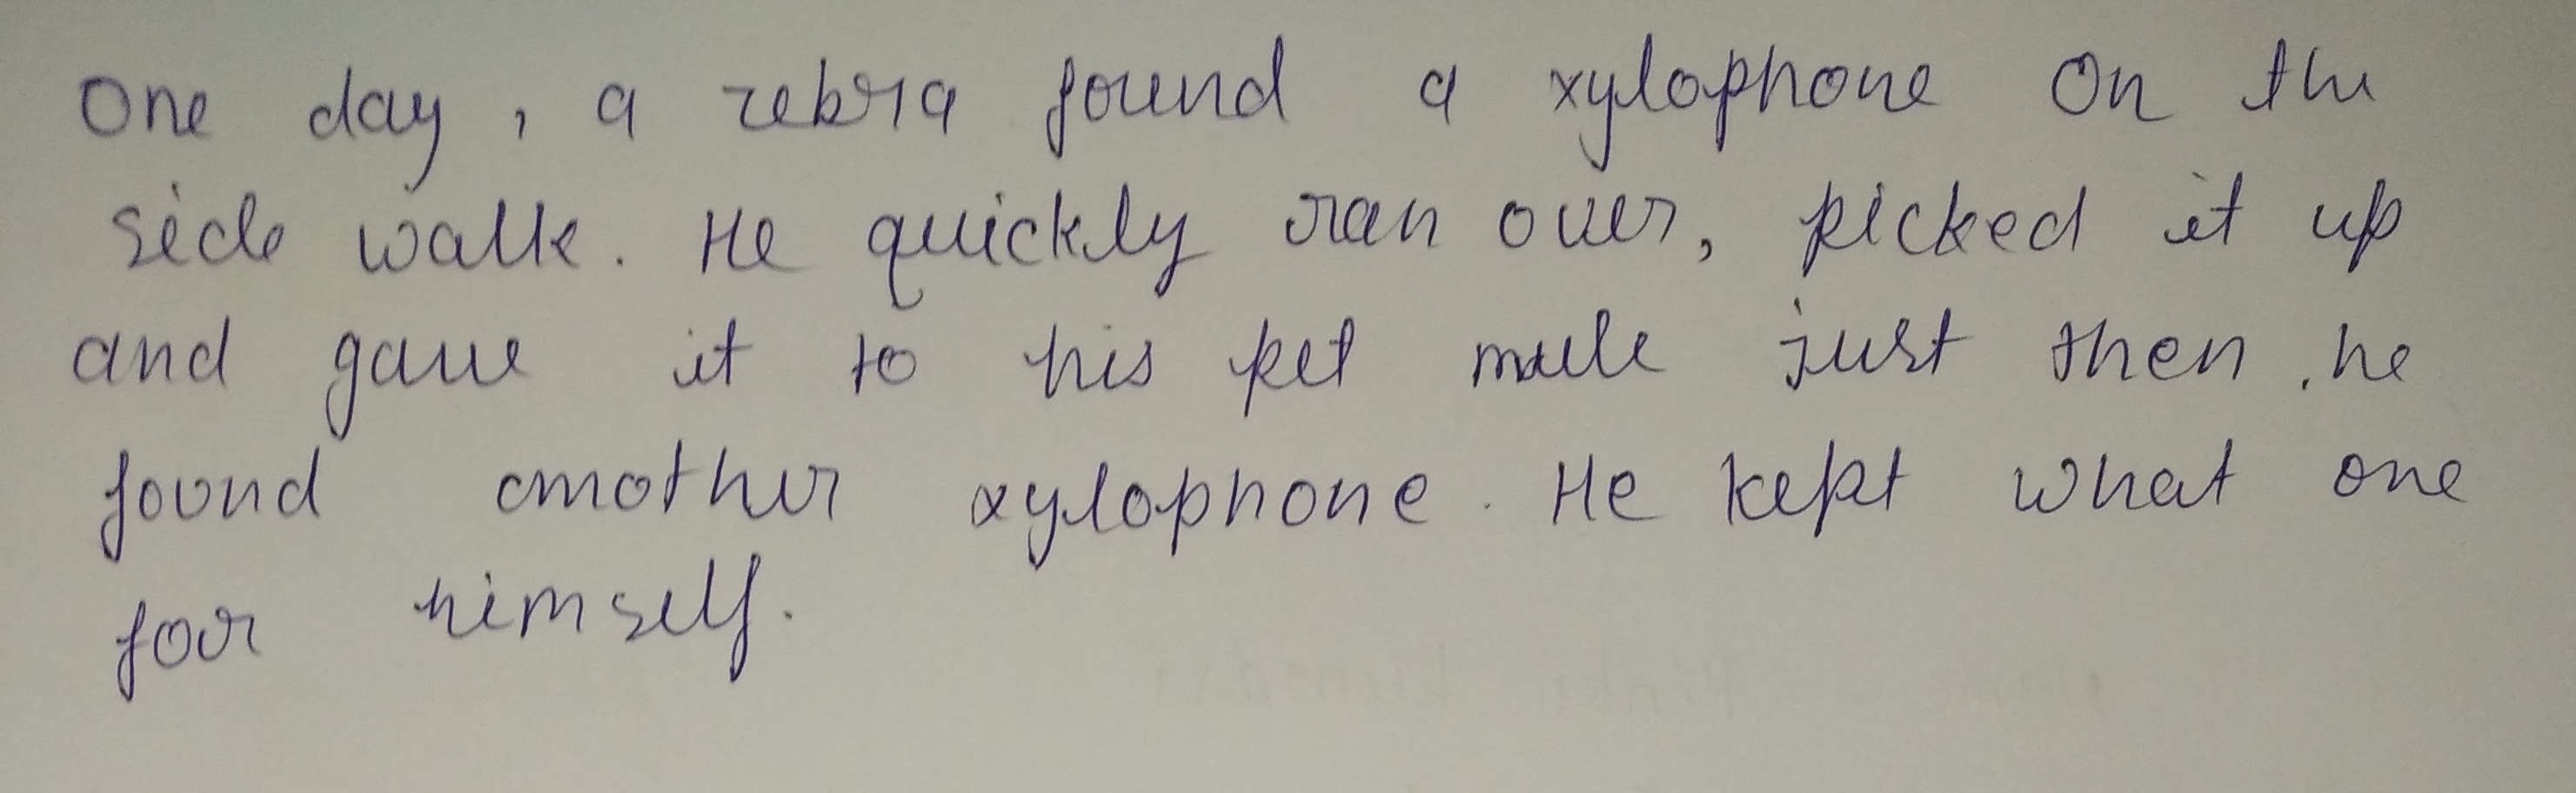 One day, a zebra found a xylophone on the
side walk. He quickly ran over, picked it up
and gave it to his pet mule just then, he
found another xylophone. He kept what one
for himself.